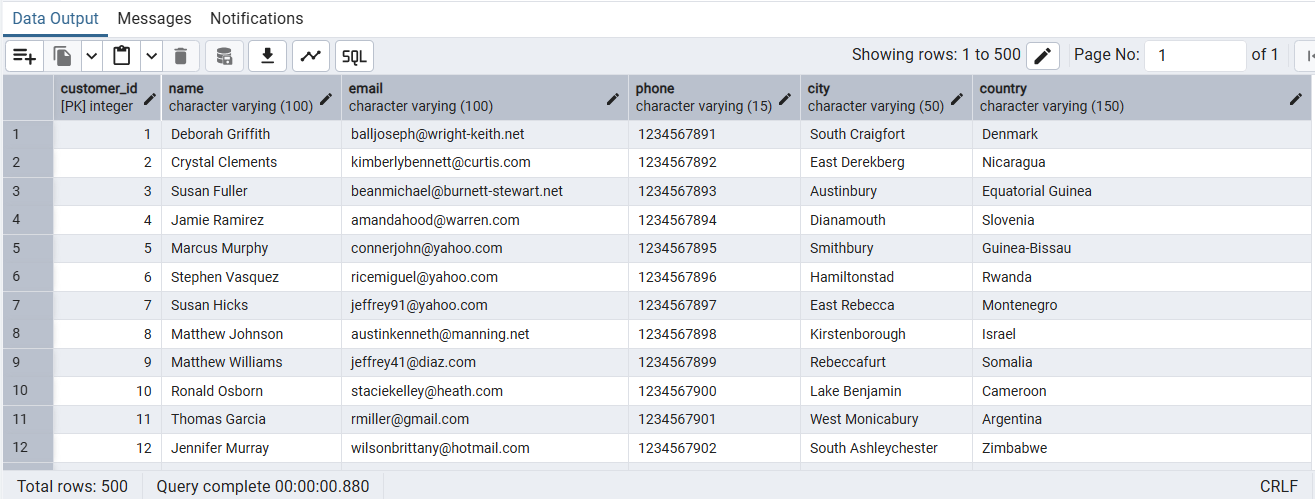 Data Output Messages Notifications
SQL Showing rows: 1 to 500 Page No: 1 of 1
customer_id name email phone city country
[PK] integer character varying (100) character varying (100) character varying (15) character varying (50) character varying (150)
1 1 Deborah Griffith balljoseph@wright-keith.net 1234567891 South Craigfort Denmark
2 2 Crystal Clements kimberlybennett@curtis.com 1234567892 East Derekberg Nicaragua
3 3 Susan Fuller beanmichael@burnett-stewart.net 1234567893 Austinbury Equatorial Guinea
4 4 Jamie Ramirez amandahood@warren.com 1234567894 Dianamouth Slovenia
5 5 Marcus Murphy connerjohn@yahoo.com 1234567895 Smithbury Guinea-Bissau
6 6 Stephen Vasquez ricemiguel@yahoo.com 1234567896 Hamiltonstad Rwanda
7 7 Susan Hicks jeffrey91@yahoo.com 1234567897 East Rebecca Montenegro
8 8 Matthew Johnson austinkenneth@manning.net 1234567898 Kirstenborough Israel
9 9 Matthew Williams jeffrey41@diaz.com 1234567899 Rebeccafurt Somalia
10 10 Ronald Osborn staciekelley@heath.com 1234567900 Lake Benjamin Cameroon
11 11 Thomas Garcia rmiller@gmail.com 1234567901 West Monicabury Argentina
12 12 Jennifer Murray wilsonbrittany@hotmail.com 1234567902 South Ashleychester Zimbabwe
Total rows: 500 Query complete 00:00:00.880 CRLF